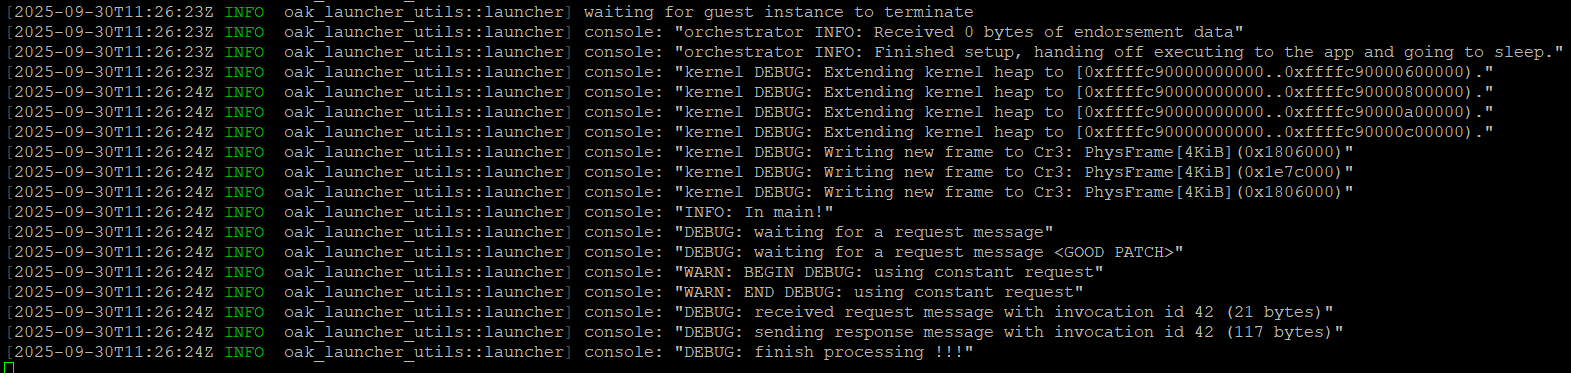 [2025-09-30T11:26:23Z INFO  oak_launcher_utils::launcher] waiting for guest instance to terminate
[2025-09-30T11:26:23Z INFO  oak_launcher_utils::launcher] console: "orchestrator INFO: Received 0 bytes of endorsement data"
[2025-09-30T11:26:23Z INFO  oak_launcher_utils::launcher] console: "orchestrator INFO: Finished setup, handing off executing to the app and going to sleep."
[2025-09-30T11:26:23Z INFO  oak_launcher_utils::launcher] console: "kernel DEBUG: Extending kernel heap to [0xffffc90000000000..0xffffc90000600000)."
[2025-09-30T11:26:24Z INFO  oak_launcher_utils::launcher] console: "kernel DEBUG: Extending kernel heap to [0xffffc90000000000..0xffffc90000800000)."
[2025-09-30T11:26:24Z INFO  oak_launcher_utils::launcher] console: "kernel DEBUG: Extending kernel heap to [0xffffc90000000000..0xffffc90000a00000)."
[2025-09-30T11:26:24Z INFO  oak_launcher_utils::launcher] console: "kernel DEBUG: Extending kernel heap to [0xffffc90000000000..0xffffc90000c00000)."
[2025-09-30T11:26:24Z INFO  oak_launcher_utils::launcher] console: "kernel DEBUG: Writing new frame to Cr3: PhysFrame[4KiB](0x1806000)"
[2025-09-30T11:26:24Z INFO  oak_launcher_utils::launcher] console: "kernel DEBUG: Writing new frame to Cr3: PhysFrame[4KiB](0x1e7c000)"
[2025-09-30T11:26:24Z INFO  oak_launcher_utils::launcher] console: "kernel DEBUG: Writing new frame to Cr3: PhysFrame[4KiB](0x1806000)"
[2025-09-30T11:26:24Z INFO  oak_launcher_utils::launcher] console: "INFO: In main!"
[2025-09-30T11:26:24Z INFO  oak_launcher_utils::launcher] console: "DEBUG: waiting for a request message"
[2025-09-30T11:26:24Z INFO  oak_launcher_utils::launcher] console: "DEBUG: waiting for a request message <GOOD PATCH>"
[2025-09-30T11:26:24Z INFO  oak_launcher_utils::launcher] console: "WARN: BEGIN DEBUG: using constant request"
[2025-09-30T11:26:24Z INFO  oak_launcher_utils::launcher] console: "WARN: END DEBUG: using constant request"
[2025-09-30T11:26:24Z INFO  oak_launcher_utils::launcher] console: "DEBUG: received request message with invocation id 42 (21 bytes)"
[2025-09-30T11:26:24Z INFO  oak_launcher_utils::launcher] console: "DEBUG: sending response message with invocation id 42 (117 bytes)"
[2025-09-30T11:26:24Z INFO  oak_launcher_utils::launcher] console: "DEBUG: finish processing !!!"